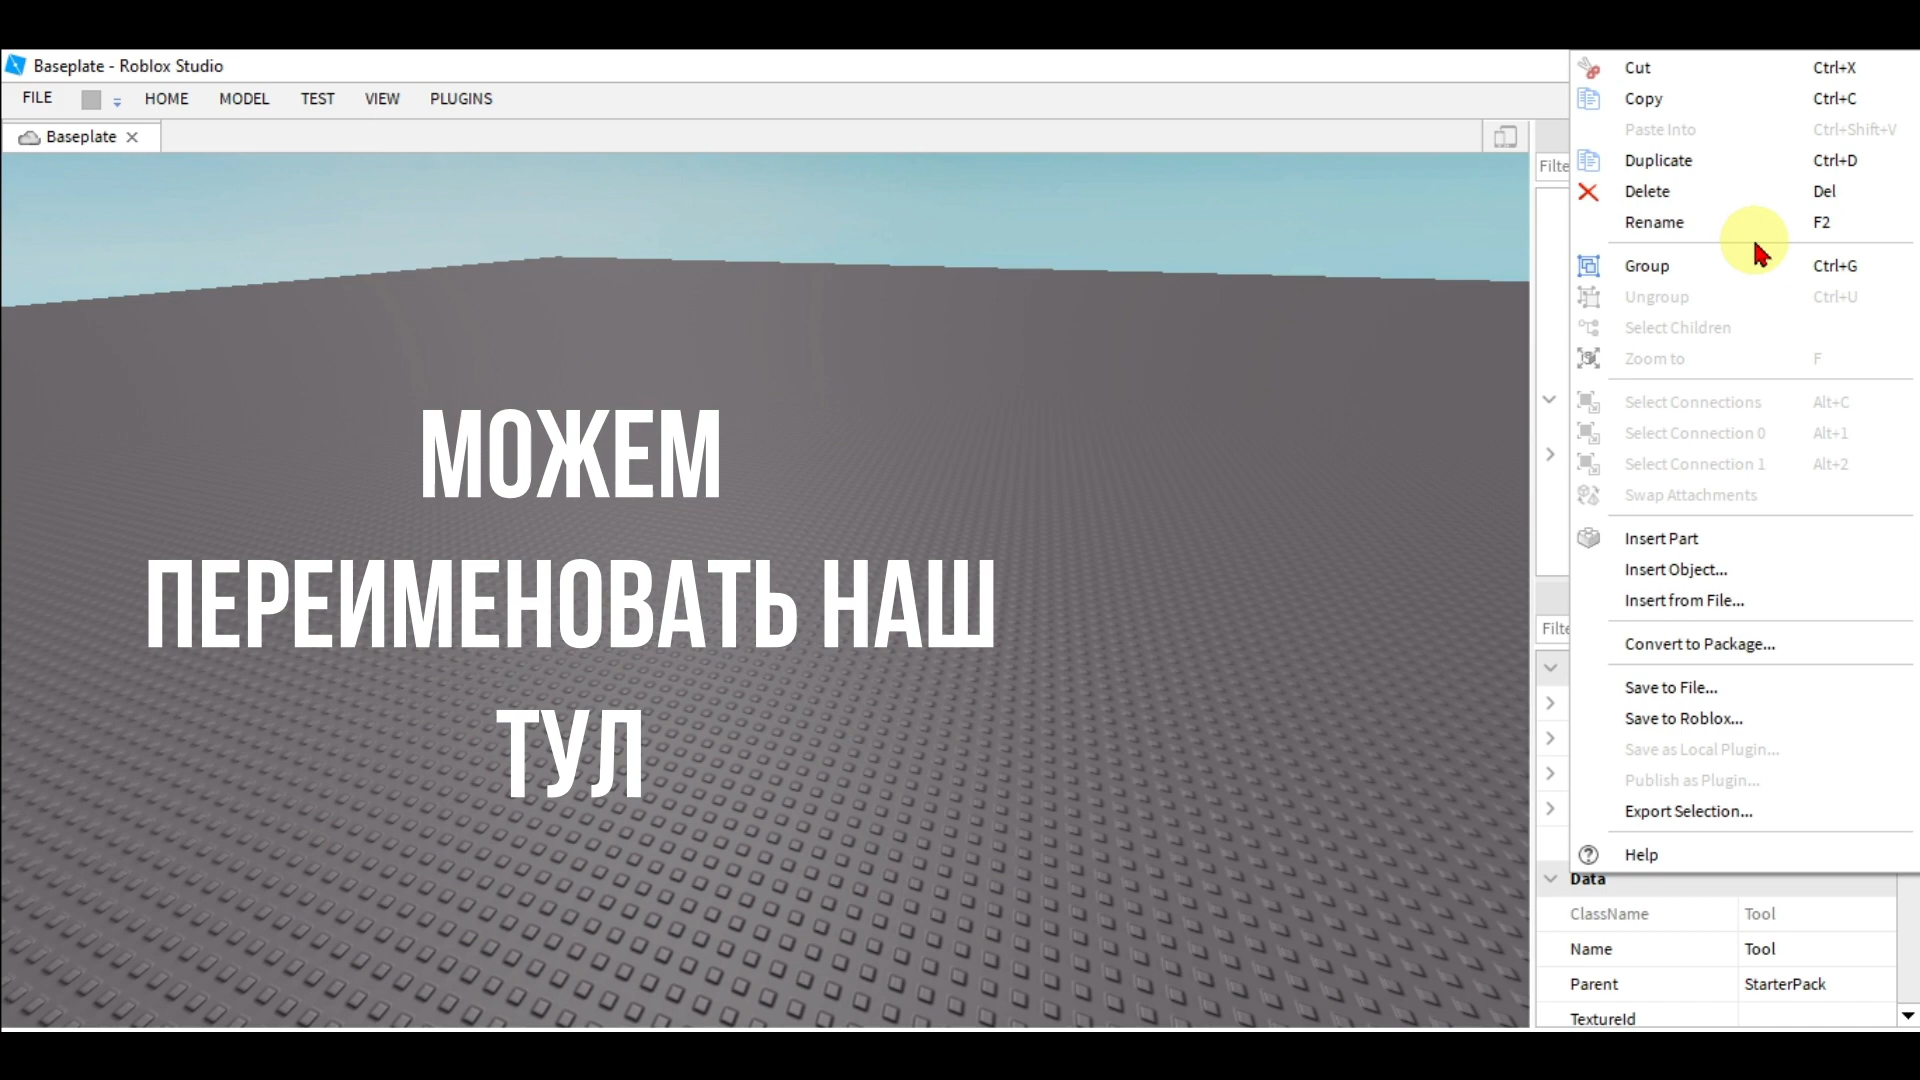 Baseplate - Roblox Studio
FILE HOME MODEL TEST VIEW PLUGINS
Baseplate
МОЖЕМ
ПЕРЕИМЕНОВАТЬ НАШ
ТУЛ
Filte
Filte
Cut Ctrl+X
Copy Ctrl+C
Paste Into Ctrl+Shift+V
Duplicate Ctrl+D
Delete Del
Rename F2
Group Ctrl+G
Ungroup Ctrl+U
Select Children
Zoom to F
Select Connections Alt+C
Select Connection 0 Alt+1
Select Connection 1 Alt+2
Swap Attachments
Insert Part
Insert Object...
Insert from File...
Convert to Package...
Save to File...
Save to Roblox...
Save as Local Plugin...
Publish as Plugin...
Export Selection...
Help
Data
ClassName Tool
Name Tool
Parent StarterPack
TextureId